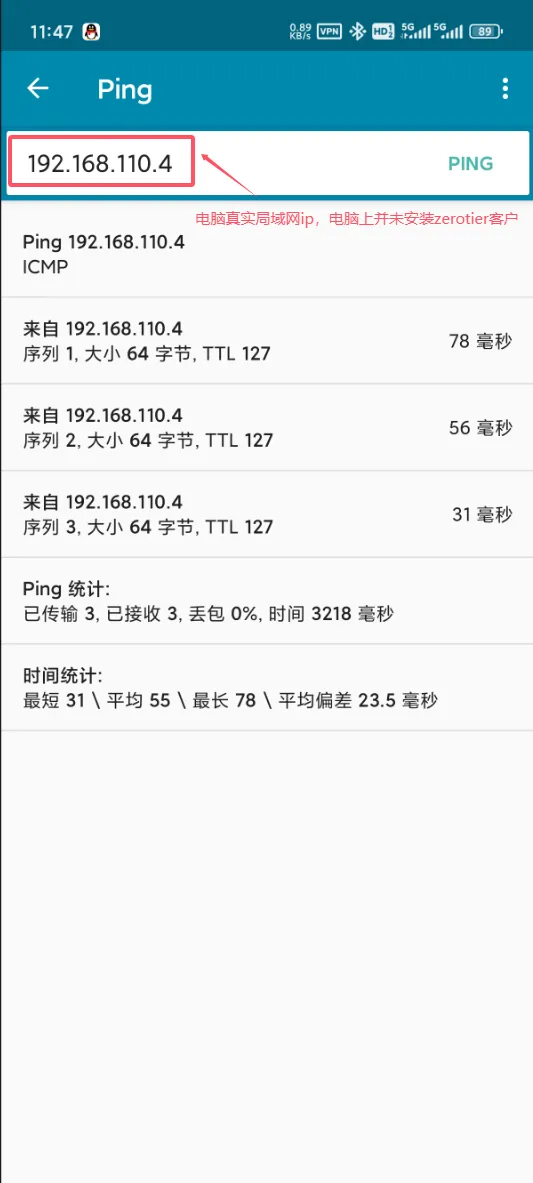 11:47
0.89
KB/s
VPN
HD
5G
5G
89
Ping
192.168.110.4
PING
电脑真实局域网ip，电脑上并未安装zerotier客户
Ping 192.168.110.4
ICMP
来自 192.168.110.4
序列 1, 大小 64 字节, TTL 127
78 毫秒
来自 192.168.110.4
序列 2, 大小 64 字节, TTL 127
56 毫秒
来自 192.168.110.4
序列 3, 大小 64 字节, TTL 127
31 毫秒
Ping 统计:
已传输 3, 已接收 3, 丢包 0%, 时间 3218 毫秒
时间统计:
最短 31 \ 平均 55 \ 最长 78 \ 平均偏差 23.5 毫秒